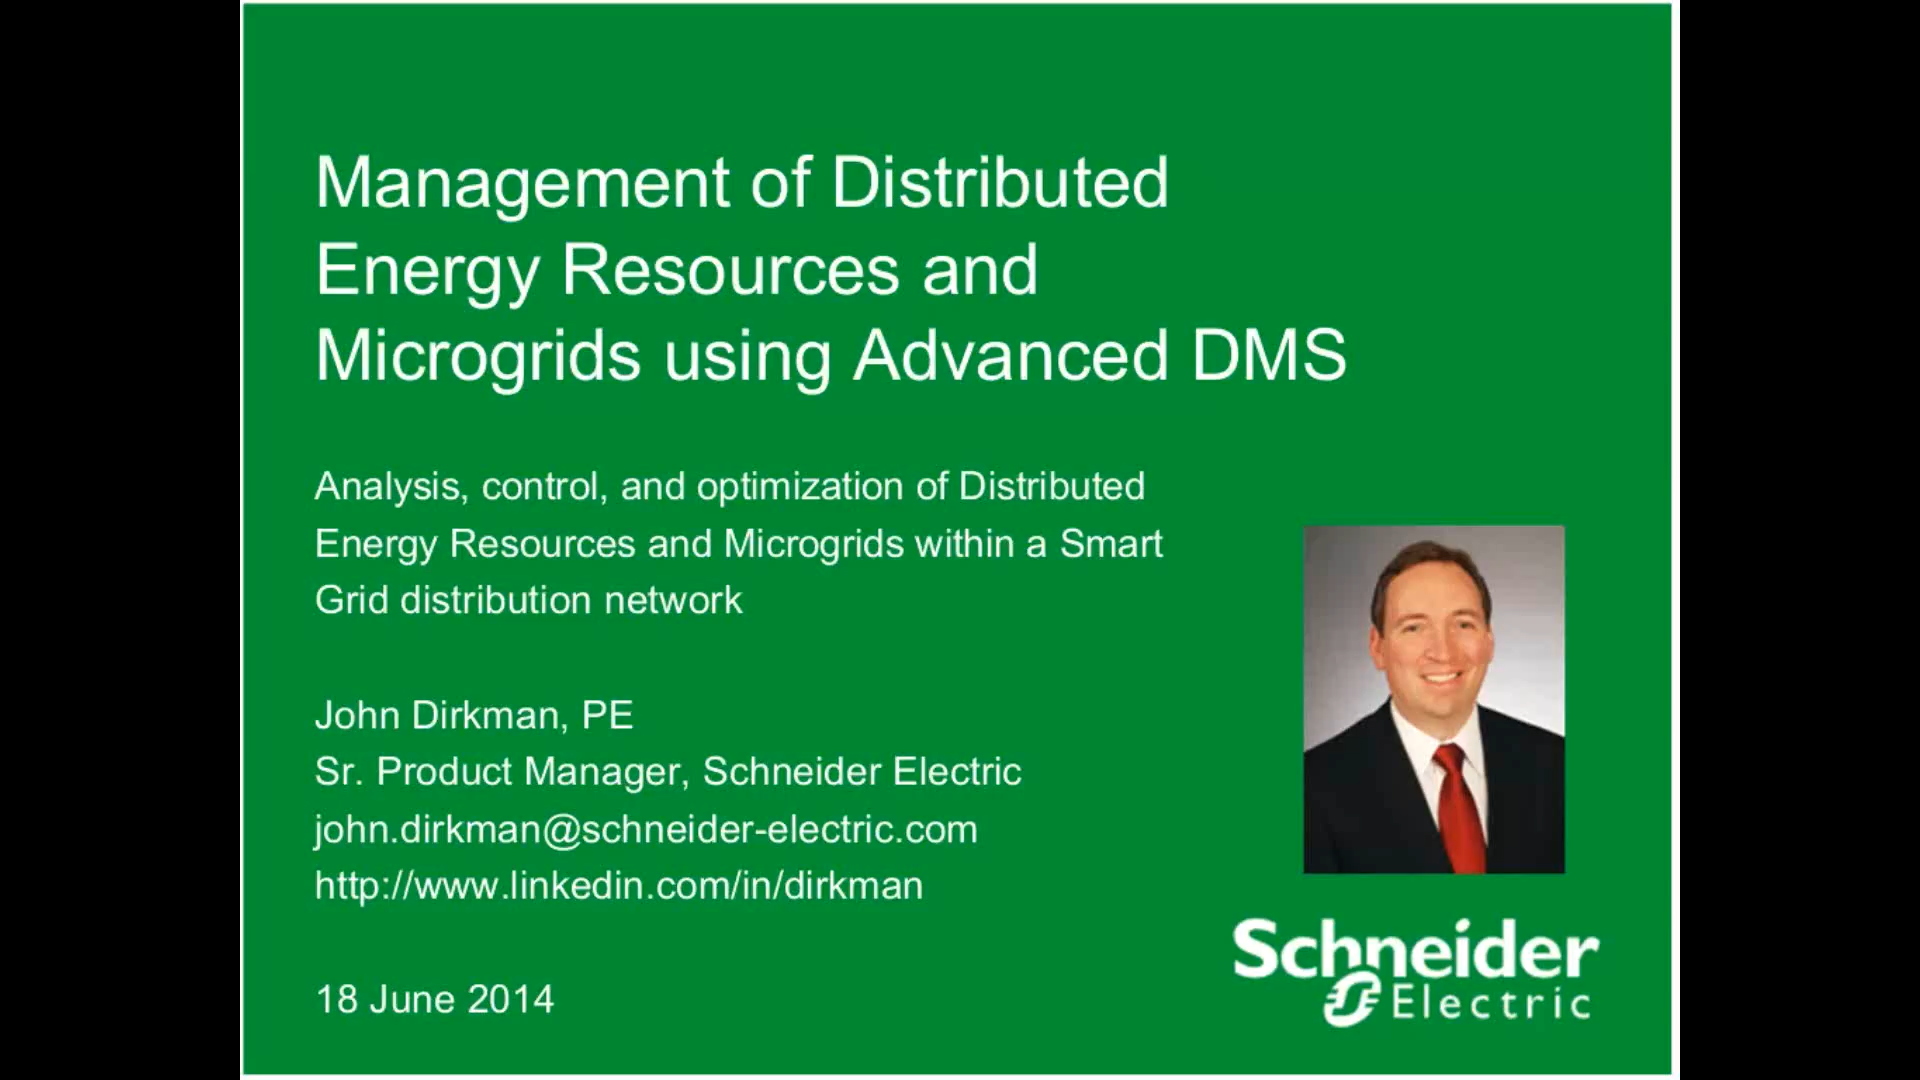 Management of Distributed
Energy Resources and
Microgrids using Advanced DMS
Analysis, control, and optimization of Distributed
Energy Resources and Microgrids within a Smart
Grid distribution network
John Dirkman, PE
Sr. Product Manager, Schneider Electric
john.dirkman@schneider-electric.com
http://www.linkedin.com/in/dirkman
18 June 2014
Schneider
Electric